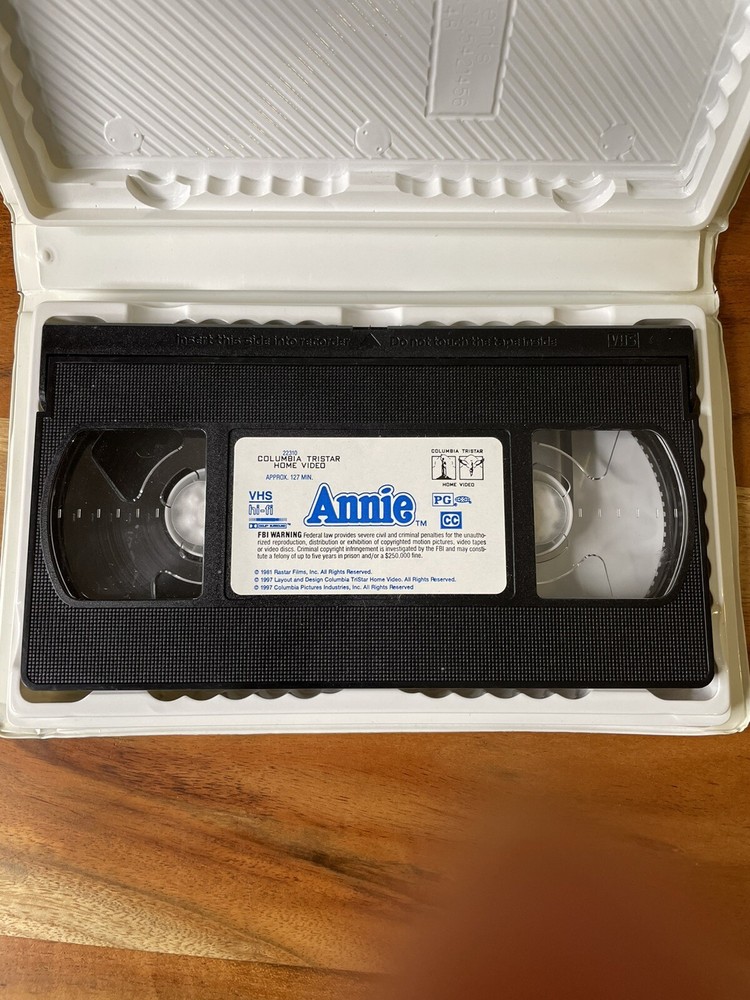 Insert this side into recorder Do not touch the tape inside VHS
22310
COLUMBIA TRISTAR
HOME VIDEO
APPROX. 127 MIN.
COLUMBIA TRISTAR
HOME VIDEO
VHS
hi-fi
DOLBY SURROUND
Annie™
PG
CC
FBI WARNING Federal law provides severe civil and criminal penalties for the unautho-
rized reproduction, distribution or exhibition of copyrighted motion pictures, video tapes
or video discs. Criminal copyright infringement is investigated by the FBI and may consti-
tute a felony of up to five years in prison and/or a $250,000 fine.
© 1981 Rastar Films, Inc. All Rights Reserved.
© 1997 Layout and Design Columbia TriStar Home Video. All Rights Reserved.
© 1997 Columbia Pictures Industries, Inc. All Rights Reserved